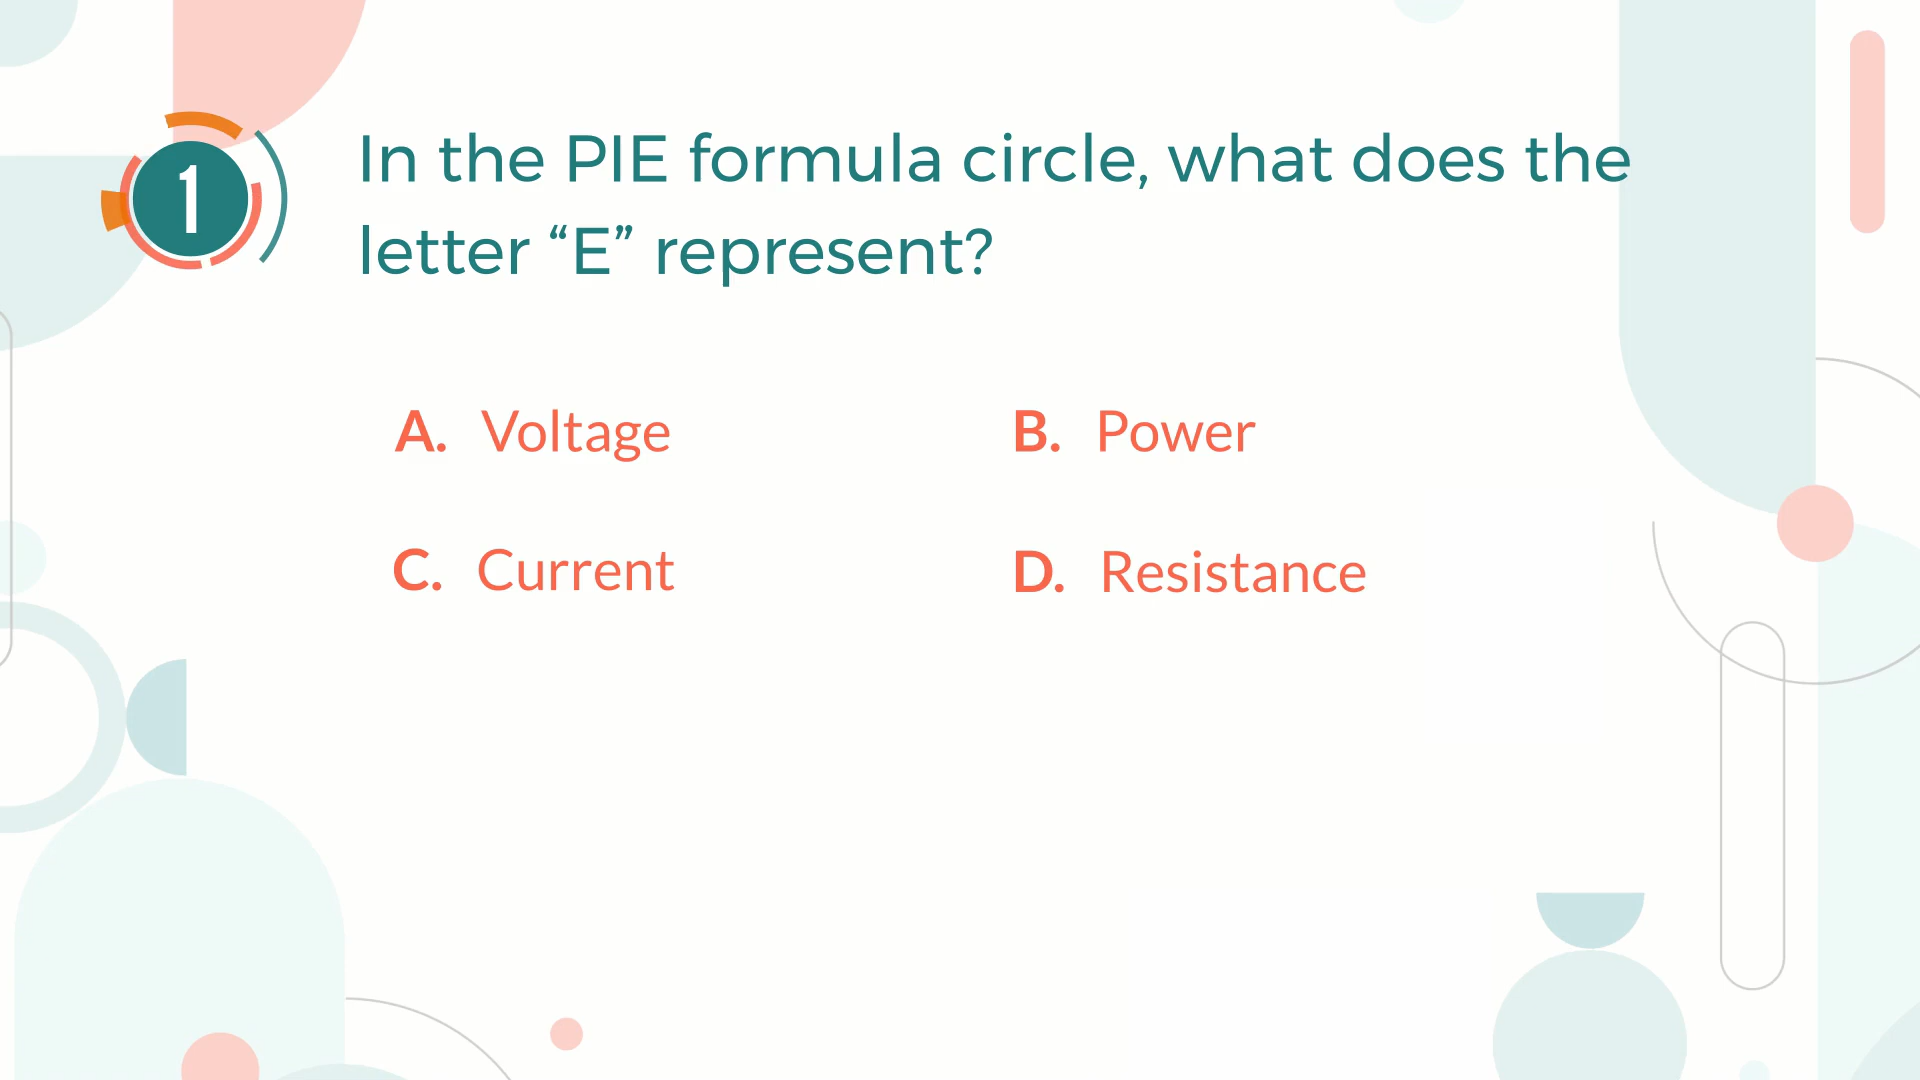 1
In the PIE formula circle, what does the
letter “E” represent?
A. Voltage
B. Power
C. Current
D. Resistance